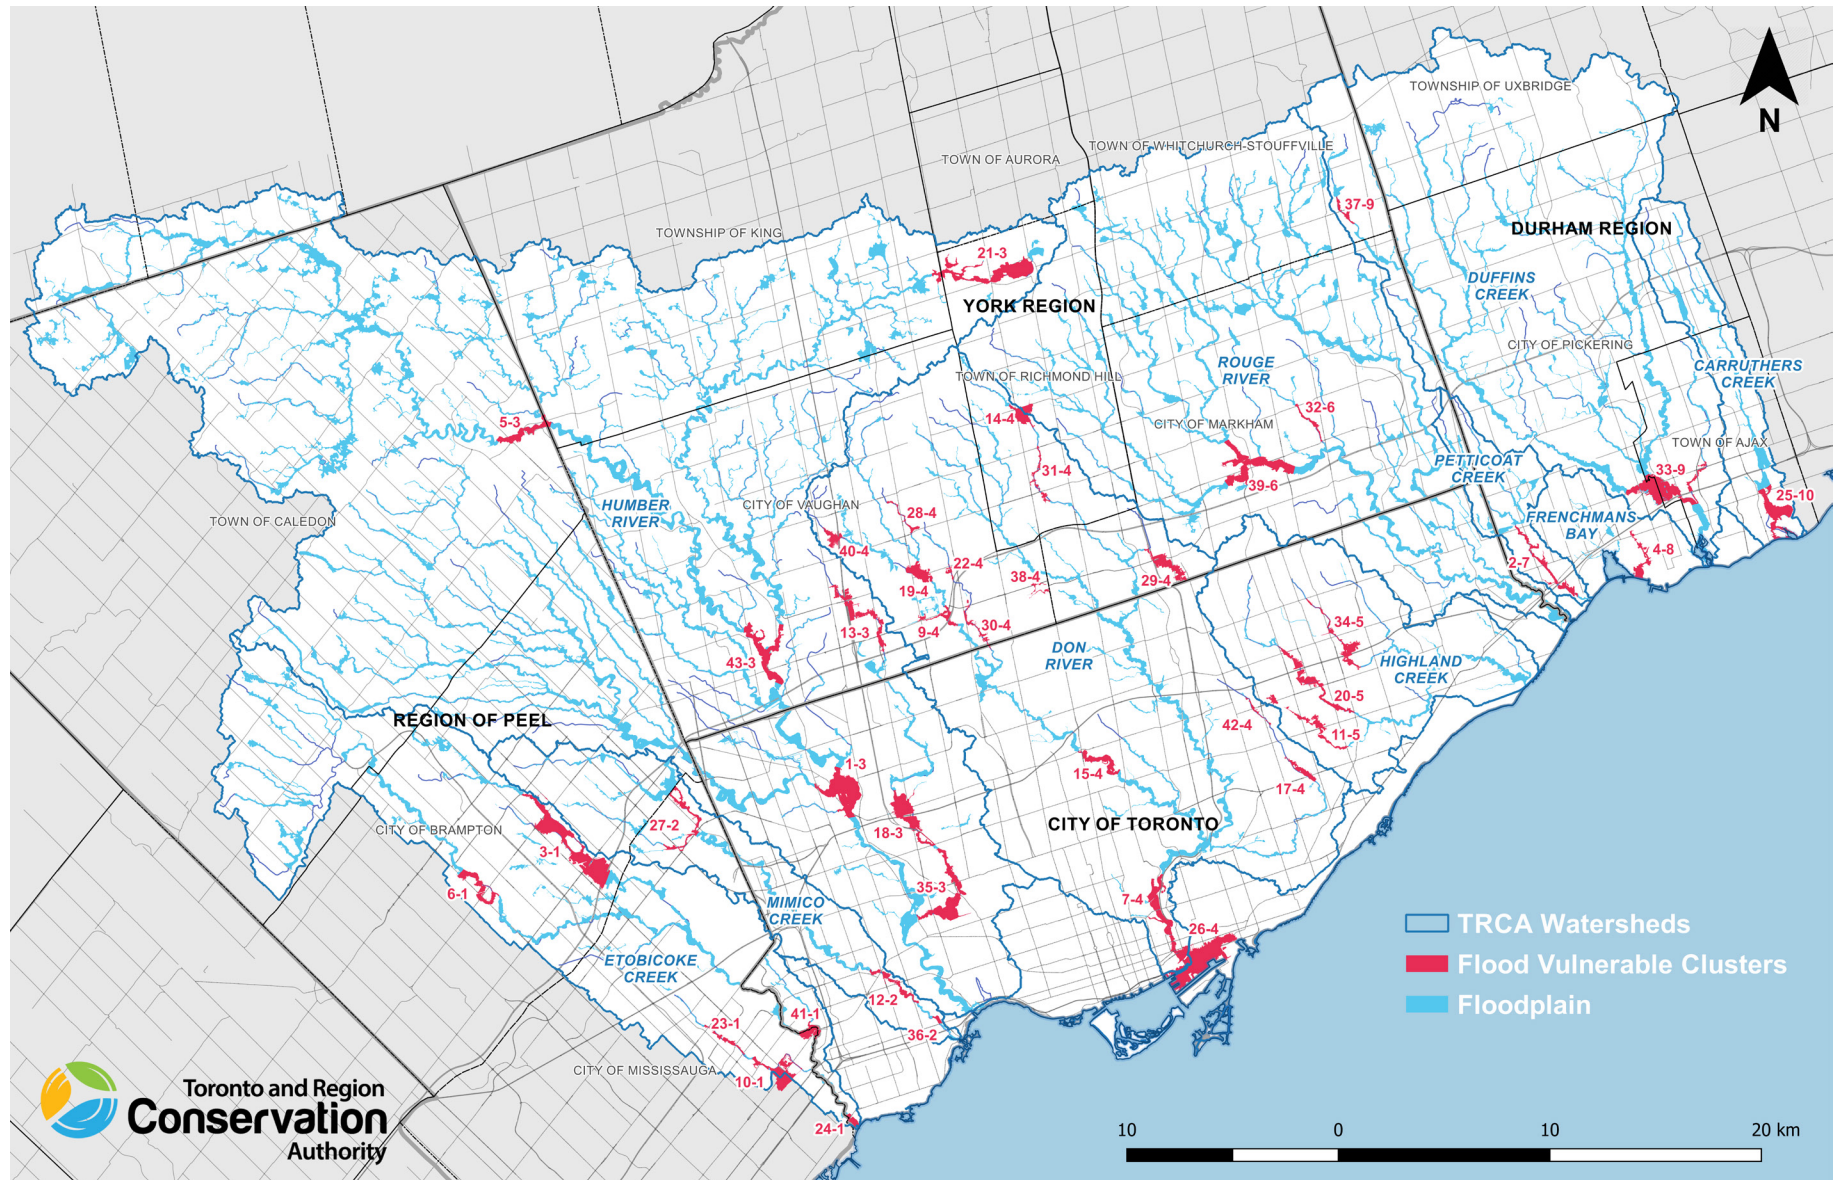 TOWNSHIP OF UXBRIDGE
N
TOWN OF WHITCHURCH-STOUFFVILLE
TOWN OF AURORA
37-9
DURHAM REGION
TOWNSHIP OF KING
21-3
DUFFINS
CREEK
YORK REGION
CITY OF PICKERING
ROUGE
RIVER
CARRUTHERS
CREEK
TOWN OF RICHMOND HILL
32-6
14-4
5-3
CITY OF MARKHAM
TOWN OF AJAX
PETTICOAT
CREEK
31-4
33-9
39-6
25-10
HUMBER
RIVER
CITY OF VAUGHAN
28-4
TOWN OF CALEDON
FRENCHMANS
BAY
40-4
4-8
22-4
2-7
38-4
29-4
19-4
34-5
13-3
9-4
30-4
DON
RIVER
43-3
HIGHLAND
CREEK
20-5
REGION OF PEEL
42-4
11-5
1-3
15-4
17-4
27-2
CITY OF BRAMPTON
18-3
CITY OF TORONTO
3-1
35-3
6-1
7-4
MIMICO
CREEK
26-4
TRCA Watersheds
ETOBICOKE
CREEK
Flood Vulnerable Clusters
12-2
Floodplain
41-1
23-1
36-2
CITY OF MISSISSAUGA
10-1
Toronto and Region
Conservation
Authority
24-1
10 0 10 20 km